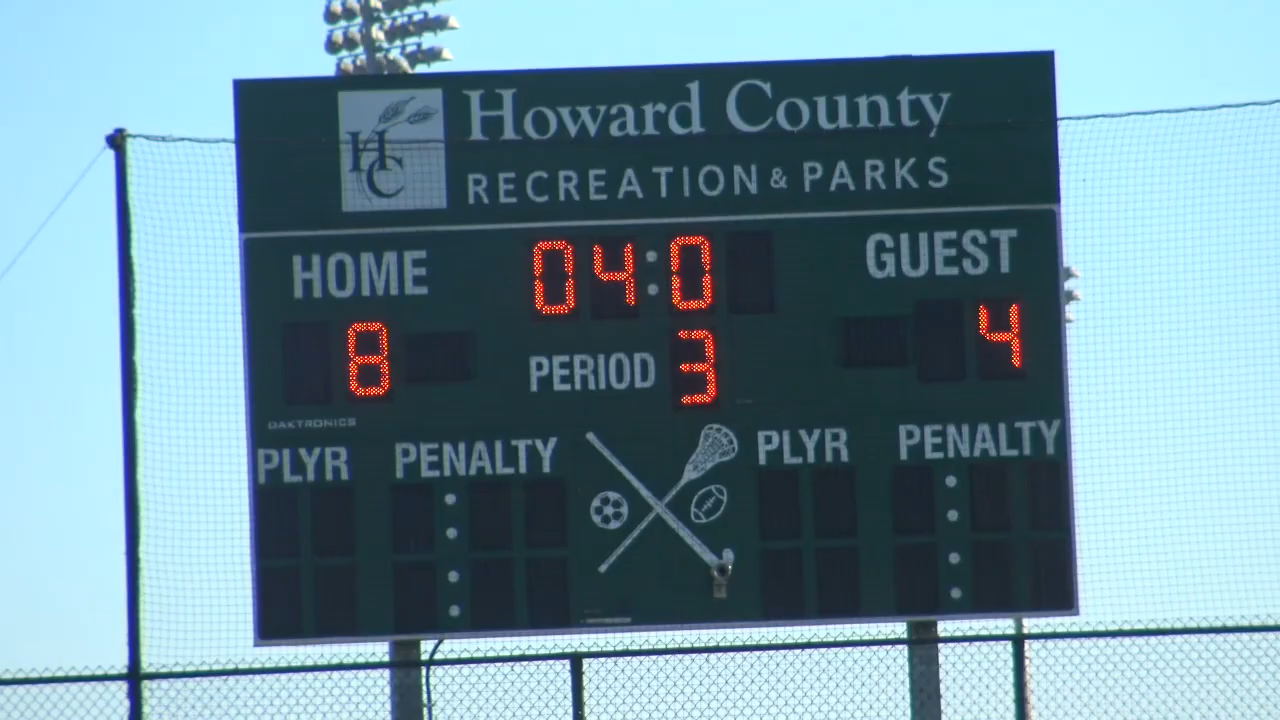 HC
Howard County
RECREATION & PARKS
HOME 04:0 GUEST
8 PERIOD 3 4
DAKTRONICS
PLYR PENALTY PLYR PENALTY